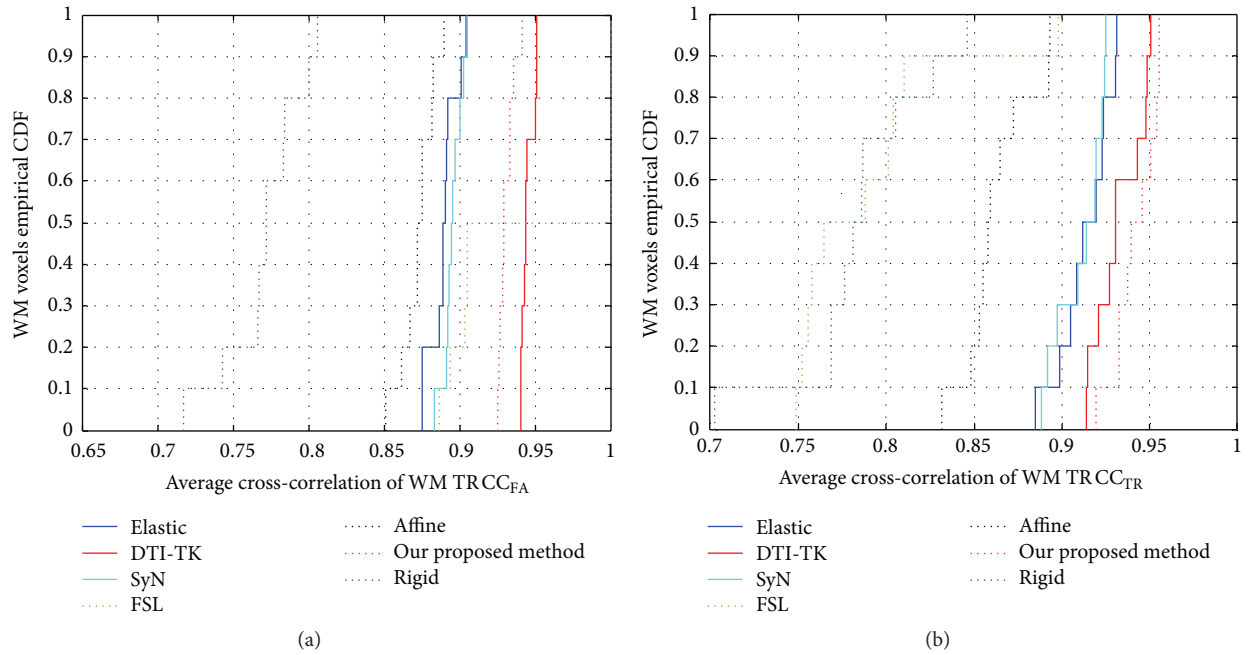 1
0.9
0.8
0.7
0.6
0.5
0.4
0.3
0.2
0.1
0
WM voxels empirical CDF
0.65 0.7 0.75 0.8 0.85 0.9 0.95 1
Average cross-correlation of WM TR CC_FA
Elastic
DTI-TK
SyN
FSL
Affine
Our proposed method
Rigid
(a)
1
0.9
0.8
0.7
0.6
0.5
0.4
0.3
0.2
0.1
0
WM voxels empirical CDF
0.7 0.75 0.8 0.85 0.9 0.95 1
Average cross-correlation of WM TR CC_TR
Elastic
DTI-TK
SyN
FSL
Affine
Our proposed method
Rigid
(b)